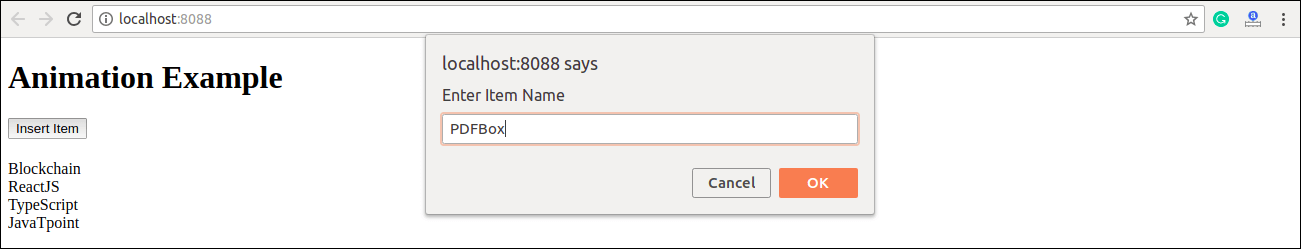 localhost:8088
localhost:8088 says
Enter Item Name
PDFBox
Cancel OK
Animation Example
Insert Item
Blockchain
ReactJS
TypeScript
JavaTpoint